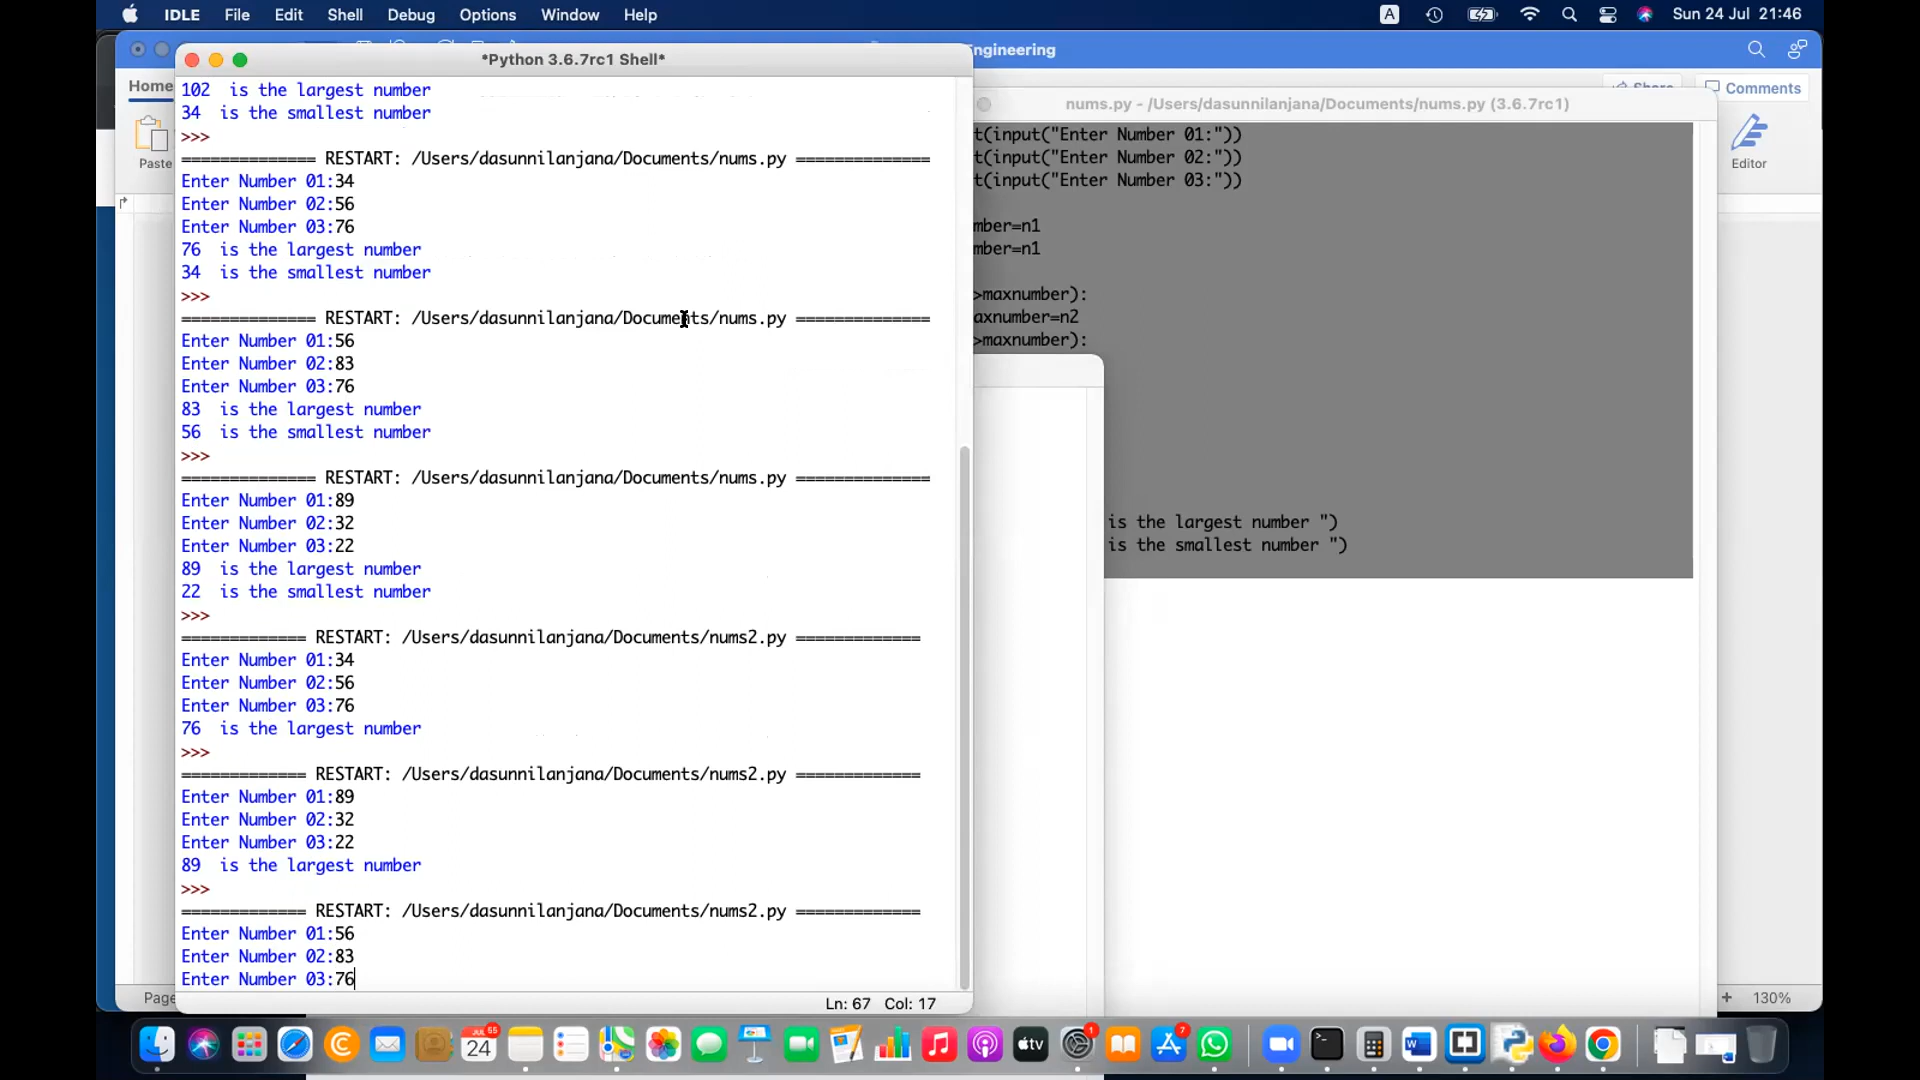 IDLE File Edit Shell Debug Options Window Help
A
Sun 24 Jul 21:46
ngineering
Home
Share
Comments
Paste
Editor
*Python 3.6.7rc1 Shell*
102  is the largest number
34  is the smallest number
>>>
============== RESTART: /Users/dasunnilanjana/Documents/nums.py ==============
Enter Number 01:34
Enter Number 02:56
Enter Number 03:76
76  is the largest number
34  is the smallest number
>>>
============== RESTART: /Users/dasunnilanjana/Documents/nums.py ==============
Enter Number 01:56
Enter Number 02:83
Enter Number 03:76
83  is the largest number
56  is the smallest number
>>>
============== RESTART: /Users/dasunnilanjana/Documents/nums.py ==============
Enter Number 01:89
Enter Number 02:32
Enter Number 03:22
89  is the largest number
22  is the smallest number
>>>
============= RESTART: /Users/dasunnilanjana/Documents/nums2.py =============
Enter Number 01:34
Enter Number 02:56
Enter Number 03:76
76  is the largest number
>>>
============= RESTART: /Users/dasunnilanjana/Documents/nums2.py =============
Enter Number 01:89
Enter Number 02:32
Enter Number 03:22
89  is the largest number
>>>
============= RESTART: /Users/dasunnilanjana/Documents/nums2.py =============
Enter Number 01:56
Enter Number 02:83
Enter Number 03:76
Ln: 67 Col: 17
nums.py - /Users/dasunnilanjana/Documents/nums.py (3.6.7rc1)
t(input("Enter Number 01:"))
t(input("Enter Number 02:"))
t(input("Enter Number 03:"))
mber=n1
mber=n1
>maxnumber):
axnumber=n2
>maxnumber):
is the largest number ")
is the smallest number ")
Page
+ 130%
JUL 55
24
tv
1
7